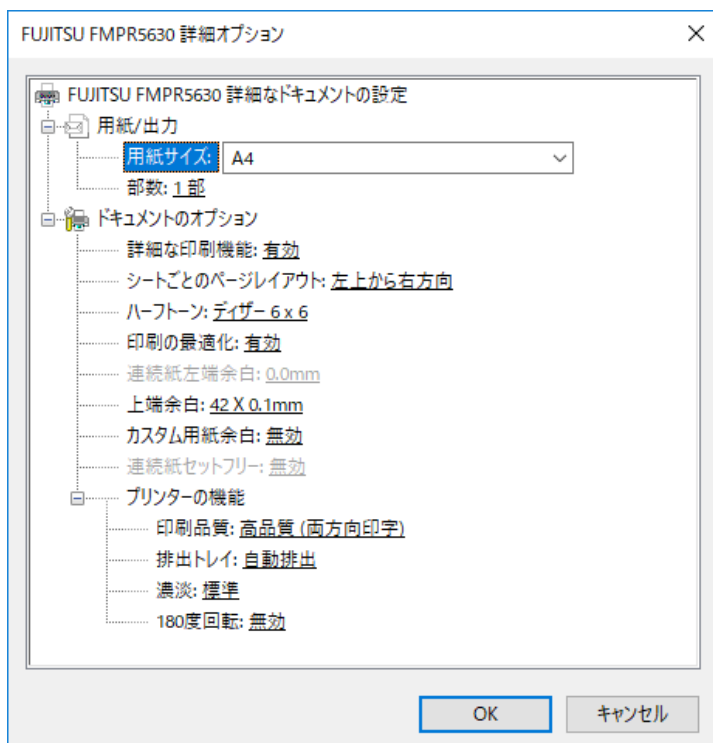 FUJITSU FMPR5630 詳細オプション
FUJITSU FMPR5630 詳細なドキュメントの設定
用紙/出力
用紙サイズ: A4
部数: 1 部
ドキュメントのオプション
詳細な印刷機能: 有効
シートごとのページレイアウト: 左上から右方向
ハーフトーン: ディザー 6 x 6
印刷の最適化: 有効
連続紙左端余白: 0.0mm
上端余白: 42 X 0.1mm
カスタム用紙余白: 無効
連続紙セットフリー: 無効
プリンターの機能
印刷品質: 高品質 (両方向印字)
排出トレイ: 自動排出
濃淡: 標準
180度回転: 無効
OK キャンセル